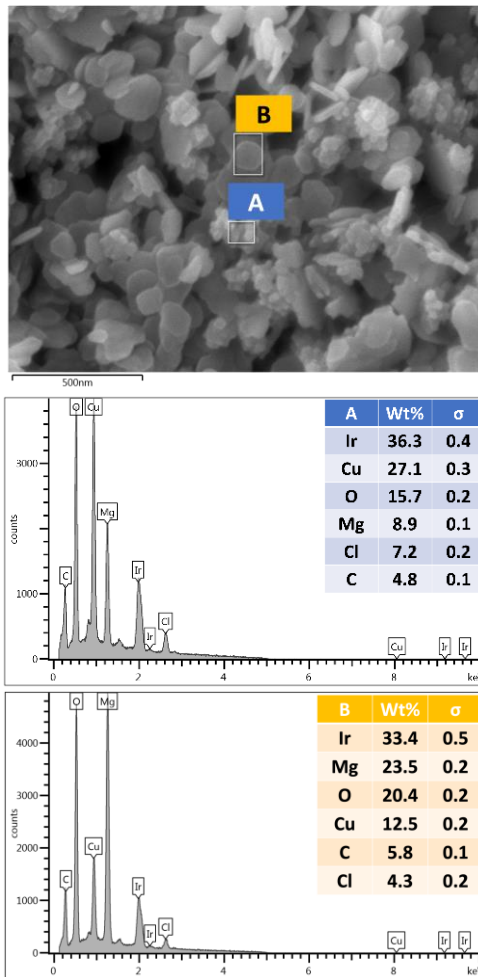 B
A
500nm
O Cu
Mg
C
Ir
Ir
Cl
Cu
Ir
Ir
counts
3000
1000
0
0
2
4
6
8
ke
A Wt% σ
Ir 36.3 0.4
Cu 27.1 0.3
O 15.7 0.2
Mg 8.9 0.1
Cl 7.2 0.2
C 4.8 0.1
O Mg
Cu
C
Ir
Ir
Cl
Cu
Ir
Ir
counts
4000
3000
2000
1000
0
0
2
4
6
8
ke
B Wt% σ
Ir 33.4 0.5
Mg 23.5 0.2
O 20.4 0.2
Cu 12.5 0.2
C 5.8 0.1
Cl 4.3 0.2